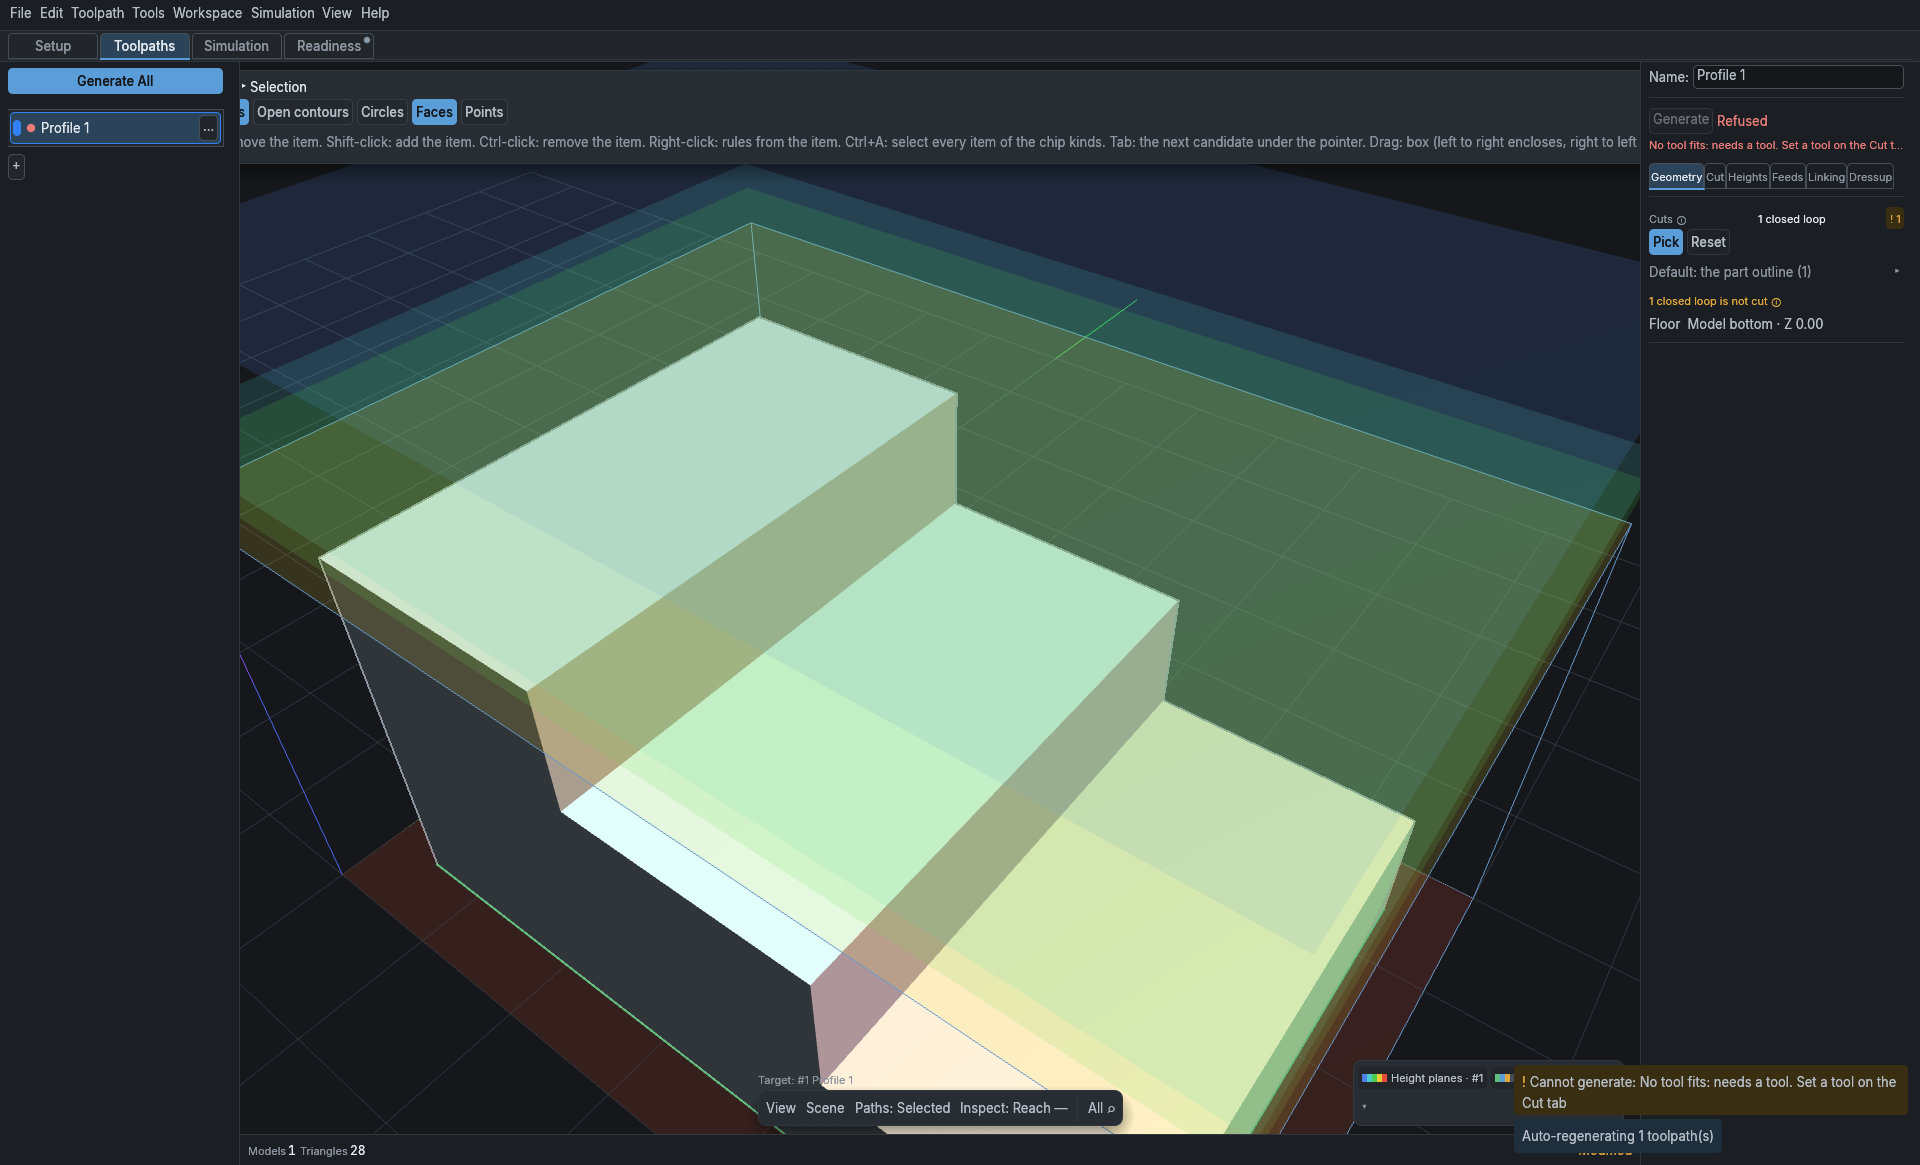 File Edit Toolpath Tools Workspace Simulation View Help
Setup Toolpaths Simulation Readiness
Generate All
Profile 1 ...
+
Selection
s Open contours Circles Faces Points
nove the item. Shift-click: add the item. Ctrl-click: remove the item. Right-click: rules from the item. Ctrl+A: select every item of the chip kinds. Tab: the next candidate under the pointer. Drag: box (left to right encloses, right to left
Name: Profile 1
Generate Refused
No tool fits: needs a tool. Set a tool on the Cut t...
Geometry Cut Heights Feeds Linking Dressup
Cuts 1 closed loop ! 1
Pick Reset
Default: the part outline (1)
1 closed loop is not cut
Floor Model bottom · Z 0.00
Target: #1 Profile 1
View Scene Paths: Selected Inspect: Reach — All
Height planes · #1
! Cannot generate: No tool fits: needs a tool. Set a tool on the
Cut tab
Auto-regenerating 1 toolpath(s)
Models 1 Triangles 28